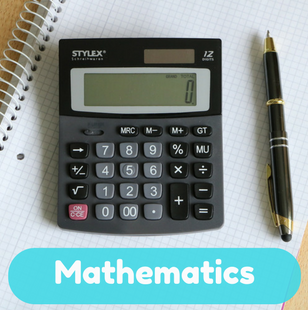 STYLEX®
Schreibwaren
12
DIGITS
0
MRC M− M+ GT
→ 7 8 9 % MU
+/− 4 5 6 × ÷
√ 1 2 3 + −
ON C·CE 0 00 · =
Mathematics